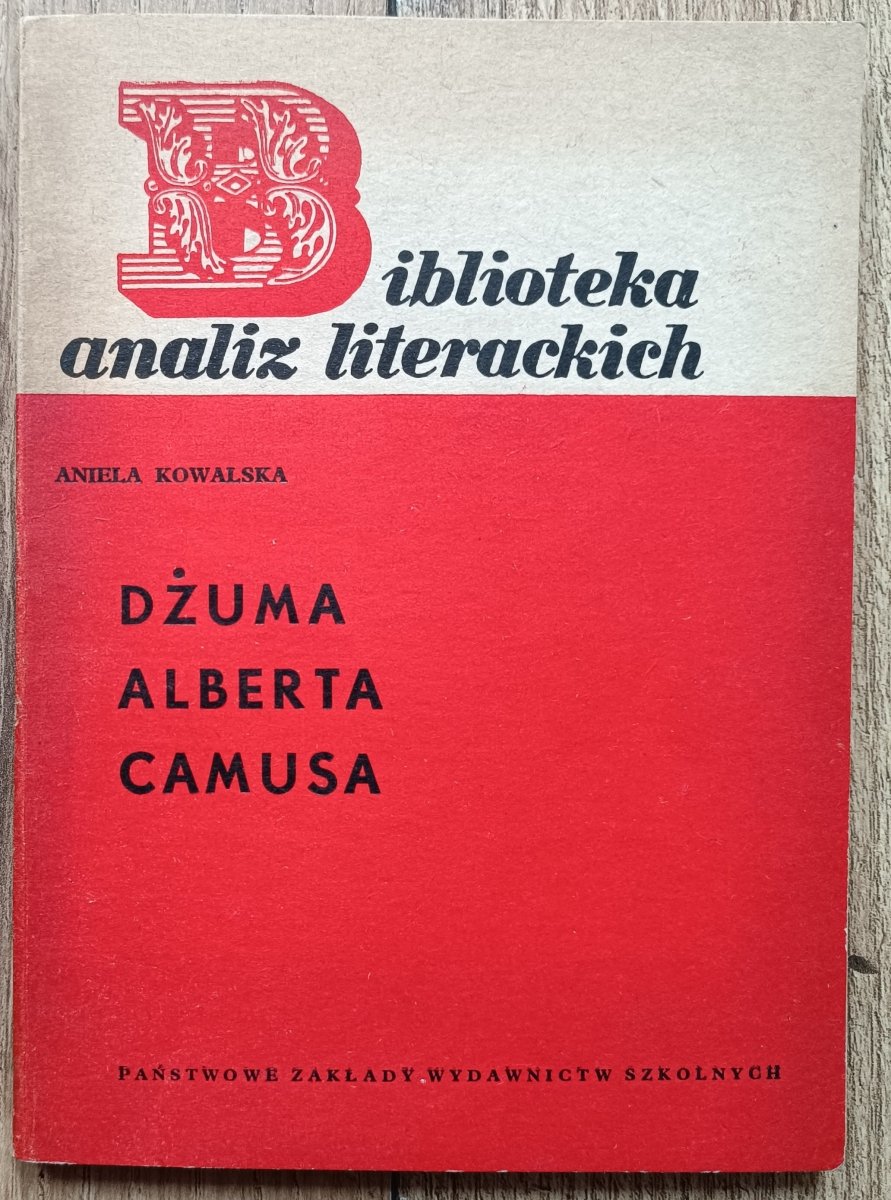 Biblioteka
analiz literackich
ANIELA KOWALSKA
DŻUMA
ALBERTA
CAMUSA
PAŃSTWOWE ZAKŁADY WYDAWNICTW SZKOLNYCH